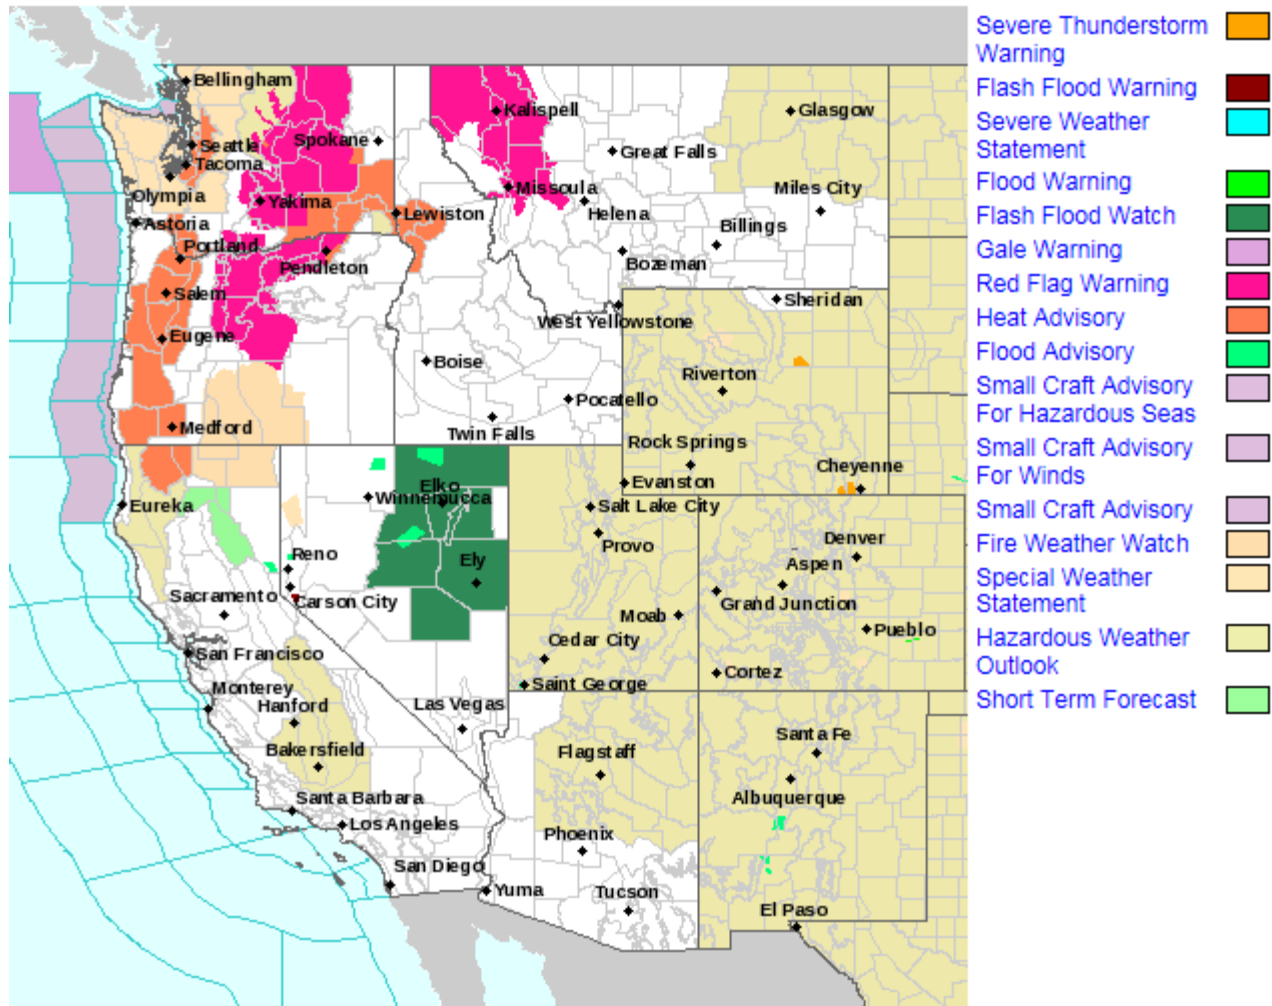 Severe Thunderstorm
Warning
Flash Flood Warning
Severe Weather
Statement
Flood Warning
Flash Flood Watch
Gale Warning
Red Flag Warning
Heat Advisory
Flood Advisory
Small Craft Advisory
For Hazardous Seas
Small Craft Advisory
For Winds
Small Craft Advisory
Fire Weather Watch
Special Weather
Statement
Hazardous Weather
Outlook
Short Term Forecast
Bellingham
Kalispell
Glasgow
Seattle
Spokane
Great Falls
Tacoma
Olympia
Yakima
Missoula
Miles City
Lewiston
Helena
Astoria
Billings
Portland
Pendleton
Bozeman
Salem
Sheridan
West Yellowstone
Eugene
Boise
Riverton
Pocatello
Medford
Twin Falls
Rock Springs
Cheyenne
Elko
Evanston
Winnemucca
Eureka
Salt Lake City
Provo
Denver
Reno
Ely
Aspen
Sacramento
Carson City
Grand Junction
Moab
Pueblo
Cedar City
San Francisco
Cortez
Saint George
Monterey
Hanford
Las Vegas
Santa Fe
Bakersfield
Flagstaff
Santa Barbara
Albuquerque
Los Angeles
Phoenix
San Diego
Yuma
Tucson
El Paso